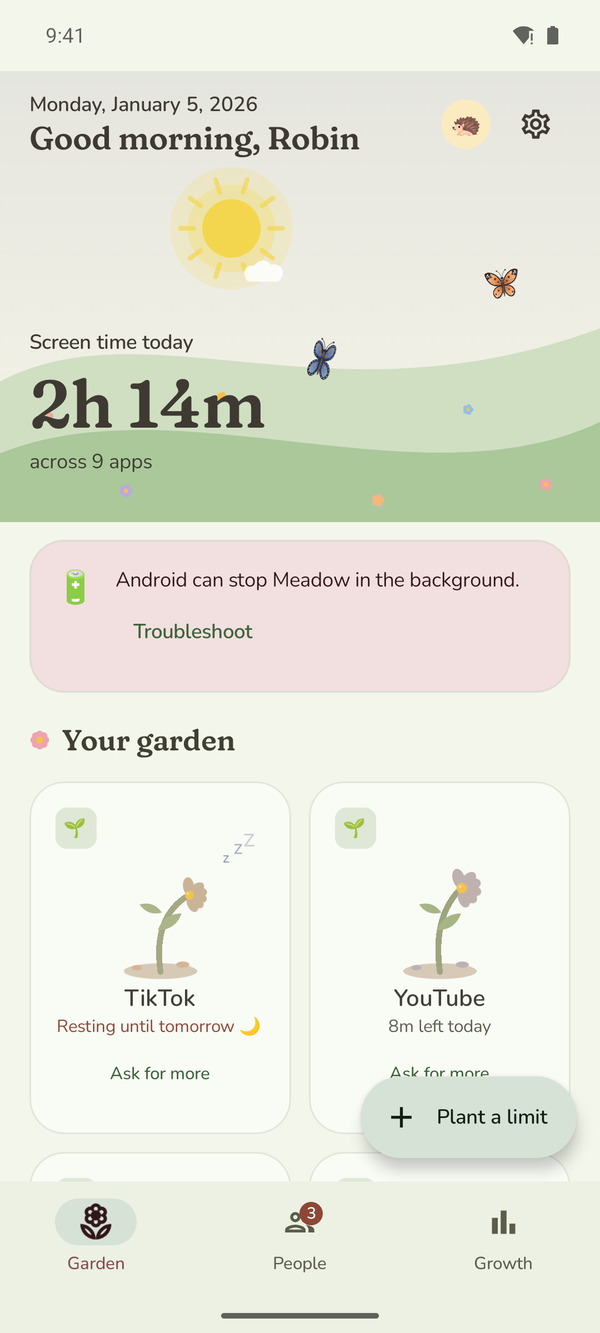 9:41
Monday, January 5, 2026
Good morning, Robin
Screen time today
2h 14m
across 9 apps
Android can stop Meadow in the background.
Troubleshoot
Your garden
z z Z
TikTok
Resting until tomorrow 🌙
Ask for more
YouTube
8m left today
Ask for more
Plant a limit
3
Garden
People
Growth